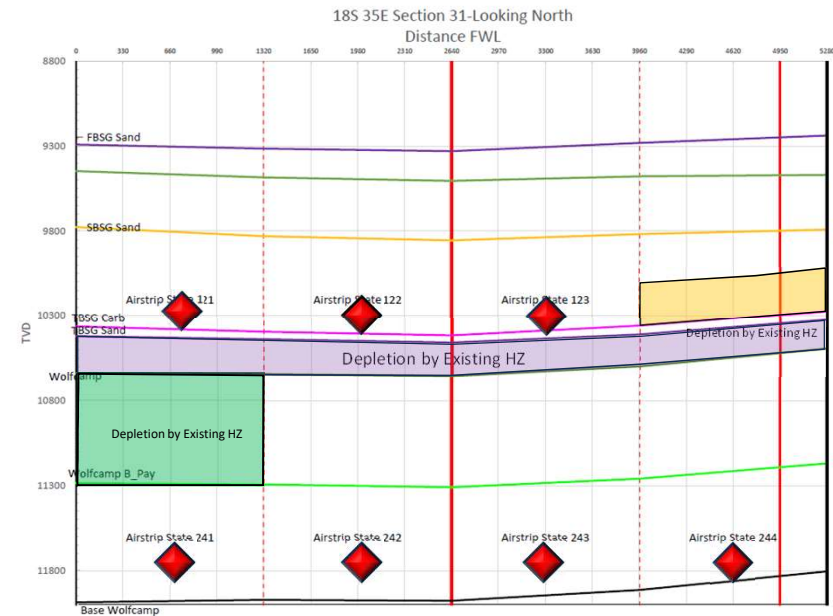 18S 35E Section 31-Looking North
Distance FWL
0 330 660 990 1320 1650 1980 2310 2640 2970 3300 3630 3960 4290 4620 4950 5280
8800
FBSG Sand
9300
SBSG Sand
9800
Airstrip State 121 Airstrip State 122 Airstrip State 123
10300
TBSG Carb
TBSG Sand
Depletion by Existing HZ
TVD
Depletion by Existing HZ
Wolfcamp
10800
Depletion by Existing HZ
Wolfcamp B_Pay
11300
Airstrip State 241 Airstrip State 242 Airstrip State 243 Airstrip State 244
11800
Base Wolfcamp